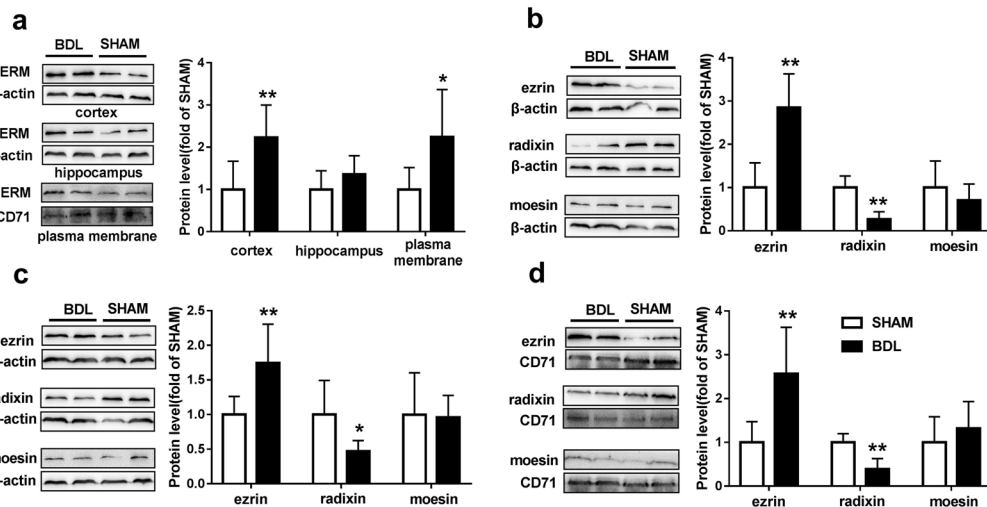 a
BDL SHAM
ERM
-actin
cortex
ERM
-actin
hippocampus
ERM
CD71
plasma membrane
Protein level(fold of SHAM)
4
3
2
1
0
**
*
cortex hippocampus plasma
membrane
b
BDL SHAM
ezrin
β-actin
radixin
β-actin
moesin
β-actin
Protein level(fold of SHAM)
4
3
2
1
0
**
**
ezrin radixin moesin
c
BDL SHAM
ezrin
-actin
adixin
-actin
moesin
-actin
Protein level(fold of SHAM)
2.5
2.0
1.5
1.0
0.5
0.0
**
*
ezrin radixin moesin
d
BDL SHAM
ezrin
CD71
radixin
CD71
moesin
CD71
Protein level(fold of SHAM)
4
2
0
**
**
SHAM
BDL
ezrin radixin moesin